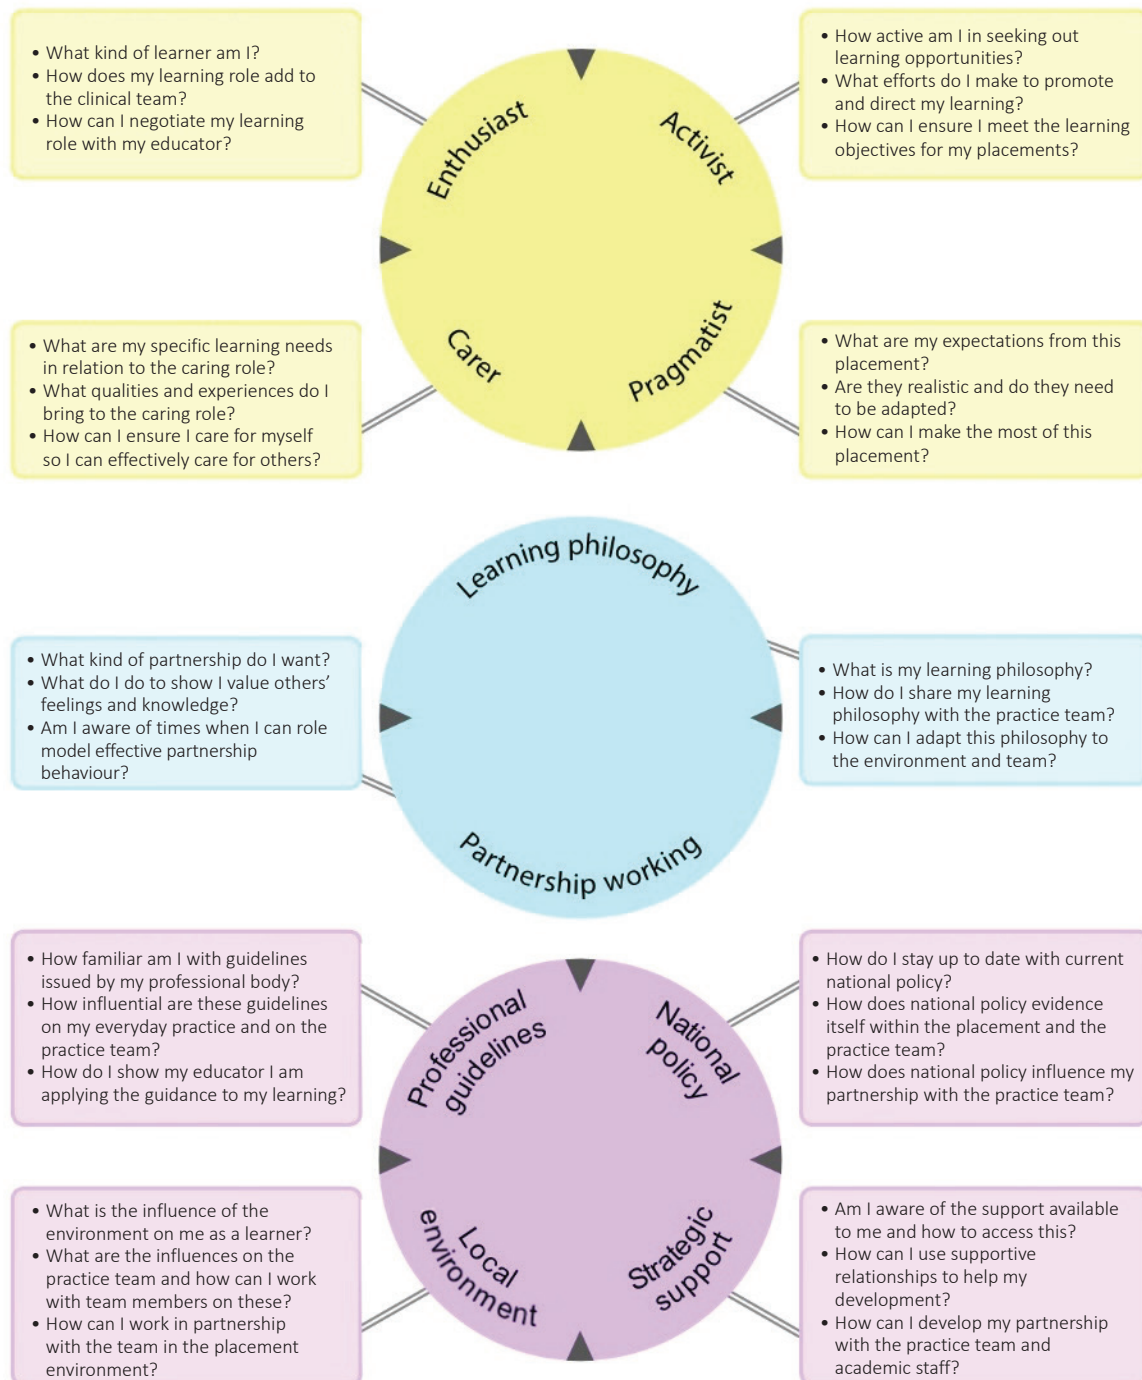 • What kind of learner am I?
• How does my learning role add to
the clinical team?
• How can I negotiate my learning
role with my educator?
Enthusiast
Activist
• How active am I in seeking out
learning opportunities?
• What efforts do I make to promote
and direct my learning?
• How can I ensure I meet the learning
objectives for my placements?
• What are my specific learning needs
in relation to the caring role?
• What qualities and experiences do I
bring to the caring role?
• How can I ensure I care for myself
so I can effectively care for others?
Carer
Pragmatist
• What are my expectations from this
placement?
• Are they realistic and do they need
to be adapted?
• How can I make the most of this
placement?
Learning philosophy
• What kind of partnership do I want?
• What do I do to show I value others’
feelings and knowledge?
• Am I aware of times when I can role
model effective partnership
behaviour?
• What is my learning philosophy?
• How do I share my learning
philosophy with the practice team?
• How can I adapt this philosophy to
the environment and team?
Partnership working
• How familiar am I with guidelines
issued by my professional body?
• How influential are these guidelines
on my everyday practice and on the
practice team?
• How do I show my educator I am
applying the guidance to my learning?
Professional
guidelines
National
policy
• How do I stay up to date with current
national policy?
• How does national policy evidence
itself within the placement and the
practice team?
• How does national policy influence my
partnership with the practice team?
• What is the influence of the
environment on me as a learner?
• What are the influences on the
practice team and how can I work
with team members on these?
• How can I work in partnership
with the team in the placement
environment?
Local
environment
Strategic
support
• Am I aware of the support available
to me and how to access this?
• How can I use supportive
relationships to help my
development?
• How can I develop my partnership
with the practice team and
academic staff?